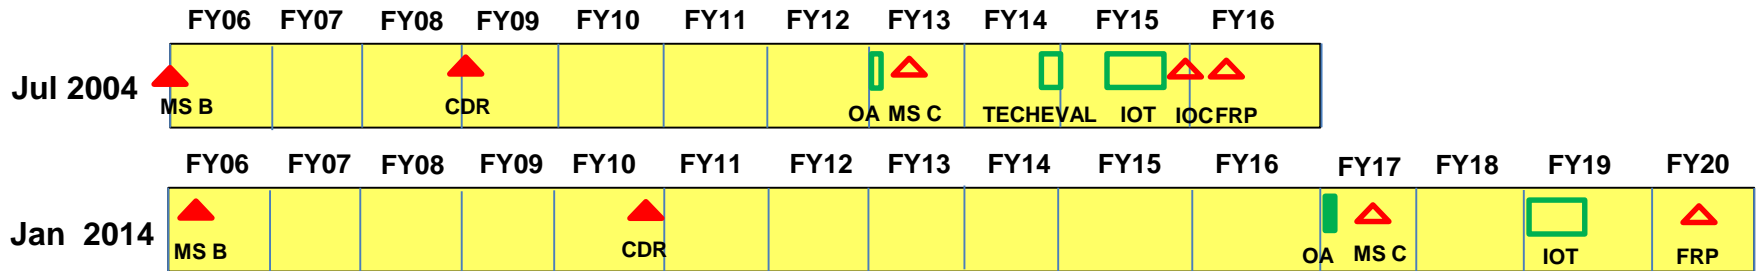 FY06 FY07 FY08 FY09 FY10 FY11 FY12 FY13 FY14 FY15 FY16
Jul 2004
MS B CDR OA MS C TECHEVAL IOT IOC FRP
FY06 FY07 FY08 FY09 FY10 FY11 FY12 FY13 FY14 FY15 FY16 FY17 FY18 FY19 FY20
Jan 2014
MS B CDR OA MS C IOT FRP